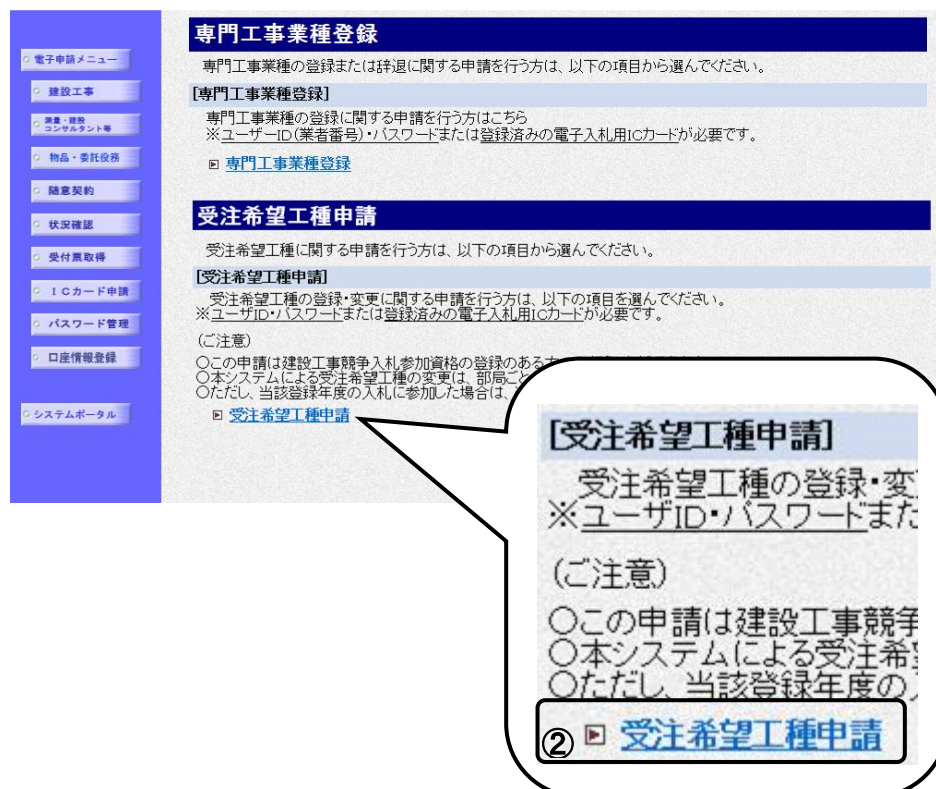 電子申請メニュー
建設工事
測量・建設
コンサルタント等
物品・委託役務
随意契約
状況確認
受付票取得
ICカード申請
パスワード管理
口座情報登録
システムポータル
専門工事業種登録
専門工事業種の登録または辞退に関する申請を行う方は、以下の項目から選んでください。
[専門工事業種登録]
専門工事業種の登録に関する申請を行う方はこちら
※ユーザーID(業者番号)・パスワードまたは登録済みの電子入札用ICカードが必要です。
専門工事業種登録
受注希望工種申請
受注希望工種に関する申請を行う方は、以下の項目から選んでください。
[受注希望工種申請]
受注希望工種の登録・変更に関する申請を行う方は、以下の項目を選んでください。
※ユーザID・パスワードまたは登録済みの電子入札用ICカードが必要です。
(ご注意)
○この申請は建設工事競争入札参加資格の登録のある方
○本システムによる受注希望工種の変更は、部局ごと
○ただし、当該登録年度の入札に参加した場合は、
受注希望工種申請
[受注希望工種申請]
受注希望工種の登録・変
※ユーザID・パスワードまた
(ご注意)
○この申請は建設工事競争
○本システムによる受注希
○ただし、当該登録年度の
② 受注希望工種申請